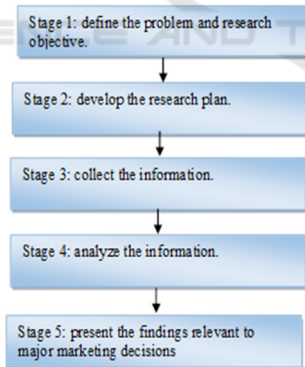 Stage 1: define the problem and research
objective.
Stage 2: develop the research plan.
Stage 3: collect the information.
Stage 4: analyze the information.
Stage 5: present the findings relevant to
major marketing decisions